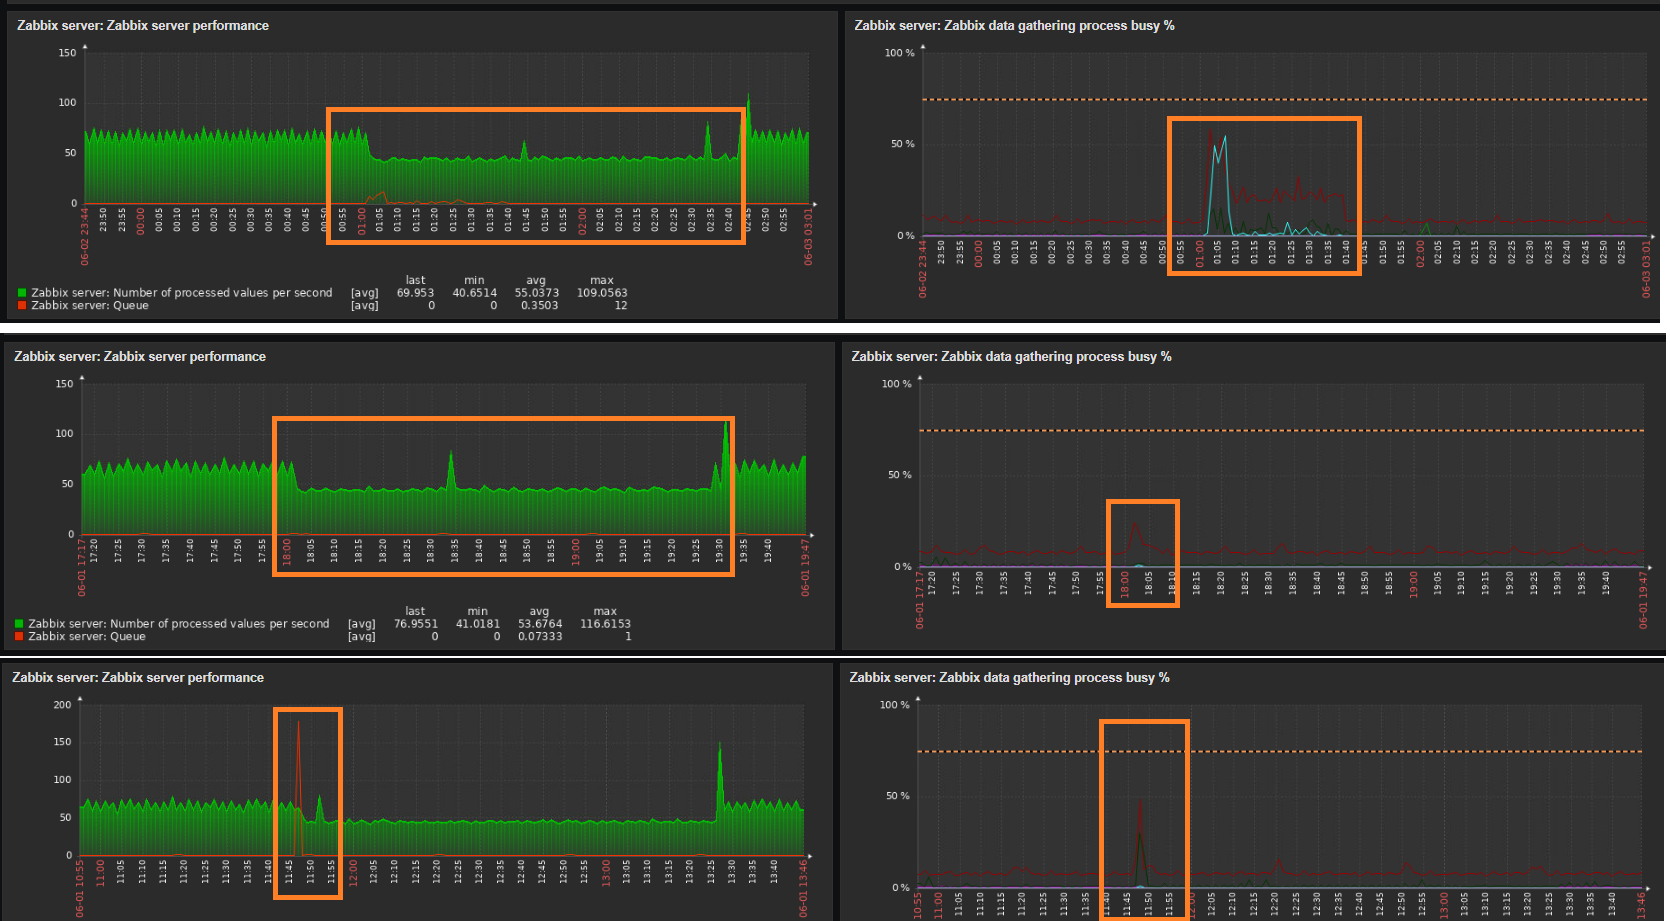 Zabbix server: Zabbix server performance
150
100
50
0
06-02 23:44 23:50 23:55 00:00 00:05 00:10 00:15 00:20 00:25 00:30 00:35 00:40 00:45 00:50 00:55 01:00 01:05 01:10 01:15 01:20 01:25 01:30 01:35 01:40 01:45 01:50 01:55 02:00 02:05 02:10 02:15 02:20 02:25 02:30 02:35 02:40 02:45 02:50 02:55 06-03 03:01
last min avg max
Zabbix server: Number of processed values per second [avg] 69.953 40.6514 55.0373 109.0563
Zabbix server: Queue [avg] 0 0 0.3503 12
Zabbix server: Zabbix data gathering process busy %
100 %
50 %
0 %
06-02 23:44 23:50 23:55 00:00 00:05 00:10 00:15 00:20 00:25 00:30 00:35 00:40 00:45 00:50 00:55 01:00 01:05 01:10 01:15 01:20 01:25 01:30 01:35 01:40 01:45 01:50 01:55 02:00 02:05 02:10 02:15 02:20 02:25 02:30 02:35 02:40 02:45 02:50 02:55 06-03 03:01
Zabbix server: Zabbix server performance
150
100
50
0
06-01 17:17 17:20 17:25 17:30 17:35 17:40 17:45 17:50 17:55 18:00 18:05 18:10 18:15 18:20 18:25 18:30 18:35 18:40 18:45 18:50 18:55 19:00 19:05 19:10 19:15 19:20 19:25 19:30 19:35 19:40 06-01 19:47
last min avg max
Zabbix server: Number of processed values per second [avg] 76.9551 41.0181 53.6764 116.6153
Zabbix server: Queue [avg] 0 0 0.07333 1
Zabbix server: Zabbix data gathering process busy %
100 %
50 %
0 %
06-01 17:17 17:20 17:25 17:30 17:35 17:40 17:45 17:50 17:55 18:00 18:05 18:10 18:15 18:20 18:25 18:30 18:35 18:40 18:45 18:50 18:55 19:00 19:05 19:10 19:15 19:20 19:25 19:30 19:35 19:40 06-01 19:47
Zabbix server: Zabbix server performance
200
150
100
50
0
06-01 10:55 11:00 11:05 11:10 11:15 11:20 11:25 11:30 11:35 11:40 11:45 11:50 11:55 12:00 12:05 12:10 12:15 12:20 12:25 12:30 12:35 12:40 12:45 12:50 12:55 13:00 13:05 13:10 13:15 13:20 13:25 13:30 13:35 13:40 06-01 13:46
Zabbix server: Zabbix data gathering process busy %
100 %
50 %
0 %
10:55 11:00 11:05 11:10 11:15 11:20 11:25 11:30 11:35 11:40 11:45 11:50 11:55 12:00 12:05 12:10 12:15 12:20 12:25 12:30 12:35 12:40 12:45 12:50 12:55 13:00 13:05 13:10 13:15 13:20 13:25 13:30 13:35 13:40 13:46